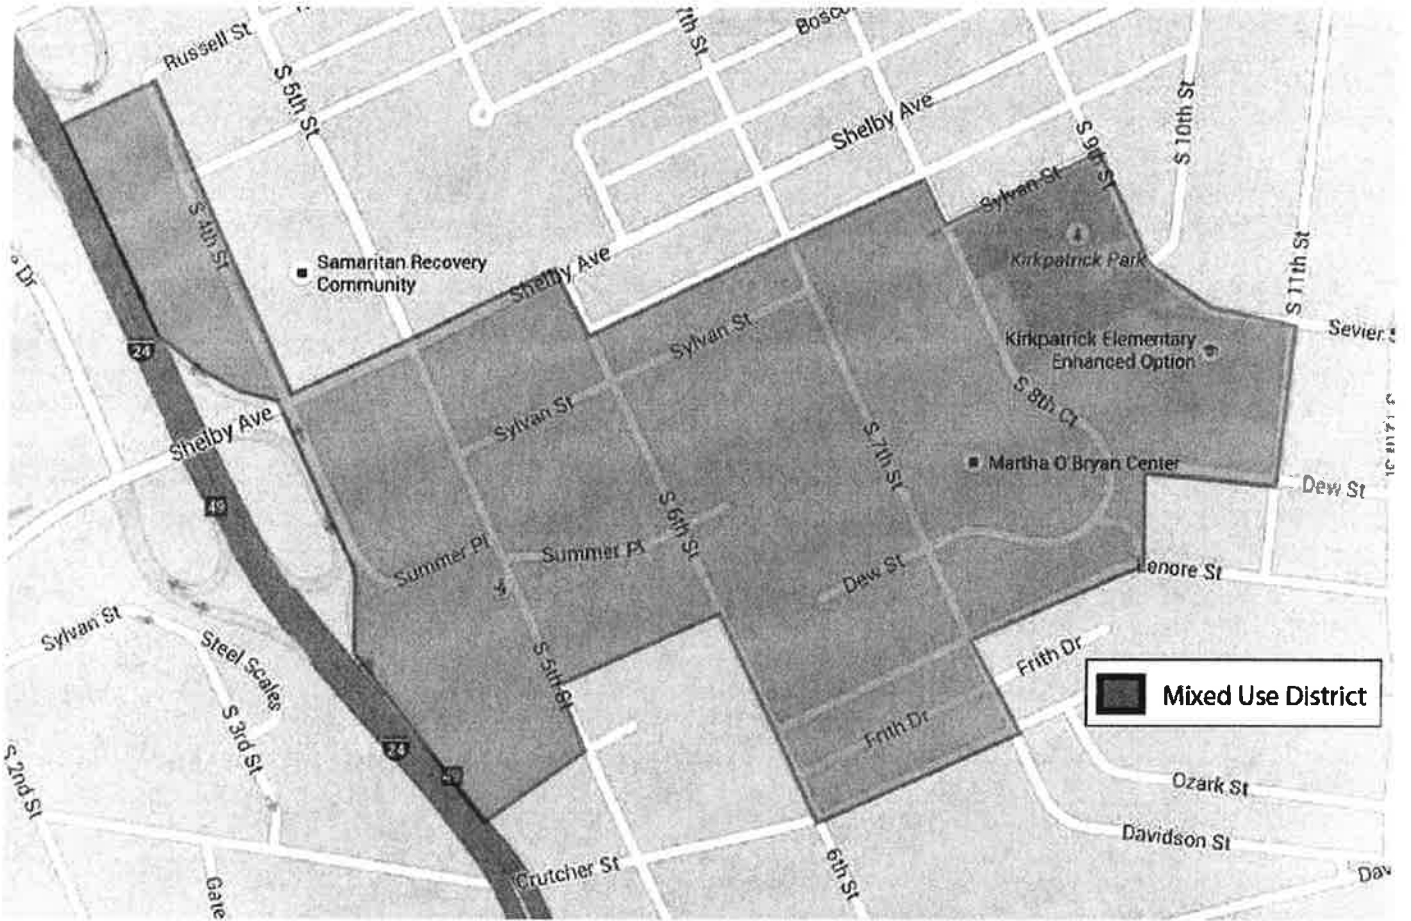 Russell St
S 5th St
7th St
Shelby Ave
S 9th St
S 10th St
S 11th St
Sylvan St
S 4th St
Samaritan Recovery
Community
Shelby Ave
Kirkpatrick Park
Dr
24
Sevier
Kirkpatrick Elementary
Enhanced Option
Sylvan St
Sylvan St
S 8th Ct
Shelby Ave
S 7th St
Martha O'Bryan Center
Dew St
49
S 6th St
Summer Pl
Summer Pl
Dew St
Lenore St
Sylvan St
Steel Scales
S 5th St
Frith Dr
Mixed Use District
S 3rd St
Frith Dr
24
S 2nd St
Ozark St
Davidson St
Crutcher St
6th St
Dav
Gate